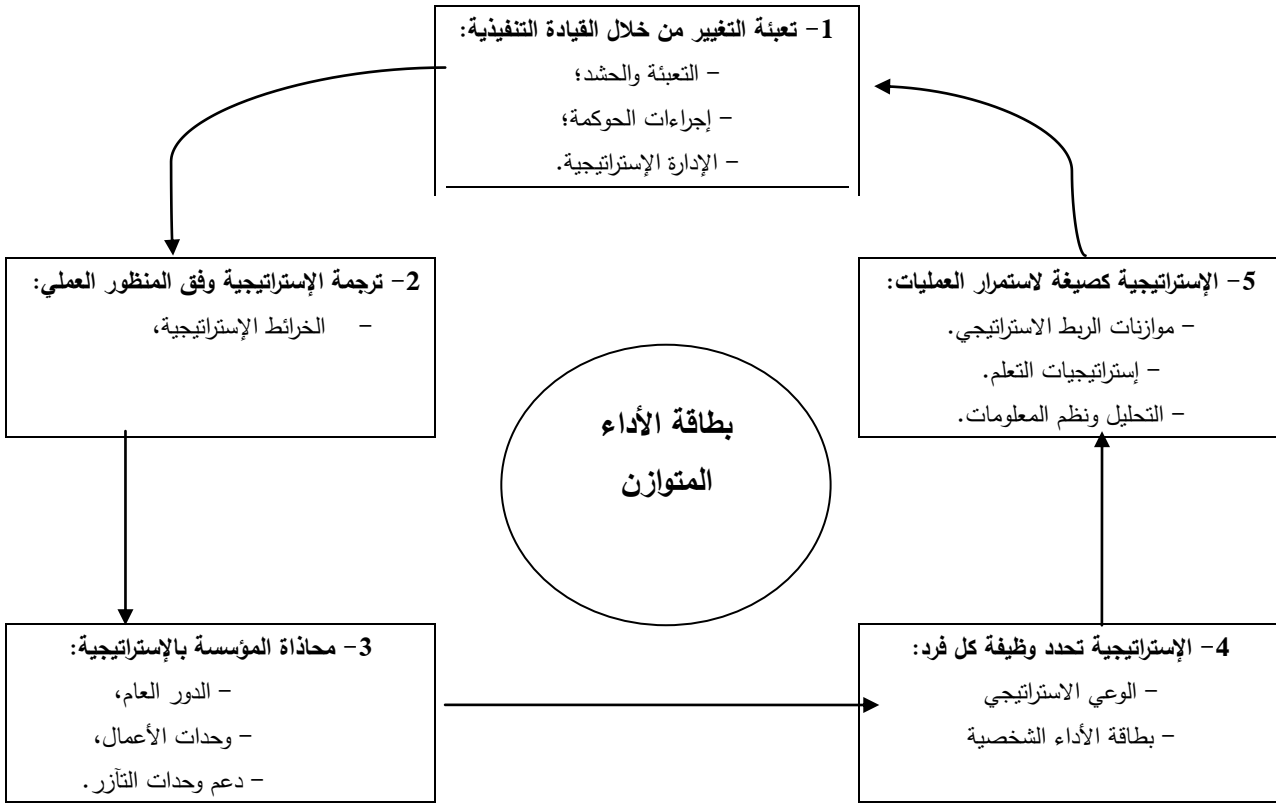 1- تعبئة التغيير من خلال القيادة التنفيذية:
- التعبئة والحشد؛
- إجراءات الحوكمة؛
- الإدارة الإستراتيجية.
2- ترجمة الإستراتيجية وفق المنظور العملي:
- الخرائط الإستراتيجية،
3- محاذاة المؤسسة بالإستراتيجية:
- الدور العام،
- وحدات الأعمال،
- دعم وحدات التآزر.
4- الإستراتيجية تحدد وظيفة كل فرد:
- الوعي الاستراتيجي
- بطاقة الأداء الشخصية
5- الإستراتيجية كصيغة لاستمرار العمليات:
- موازنات الربط الاستراتيجي.
- إستراتيجيات التعلم.
- التحليل ونظم المعلومات.
بطاقة الأداء
المتوازن